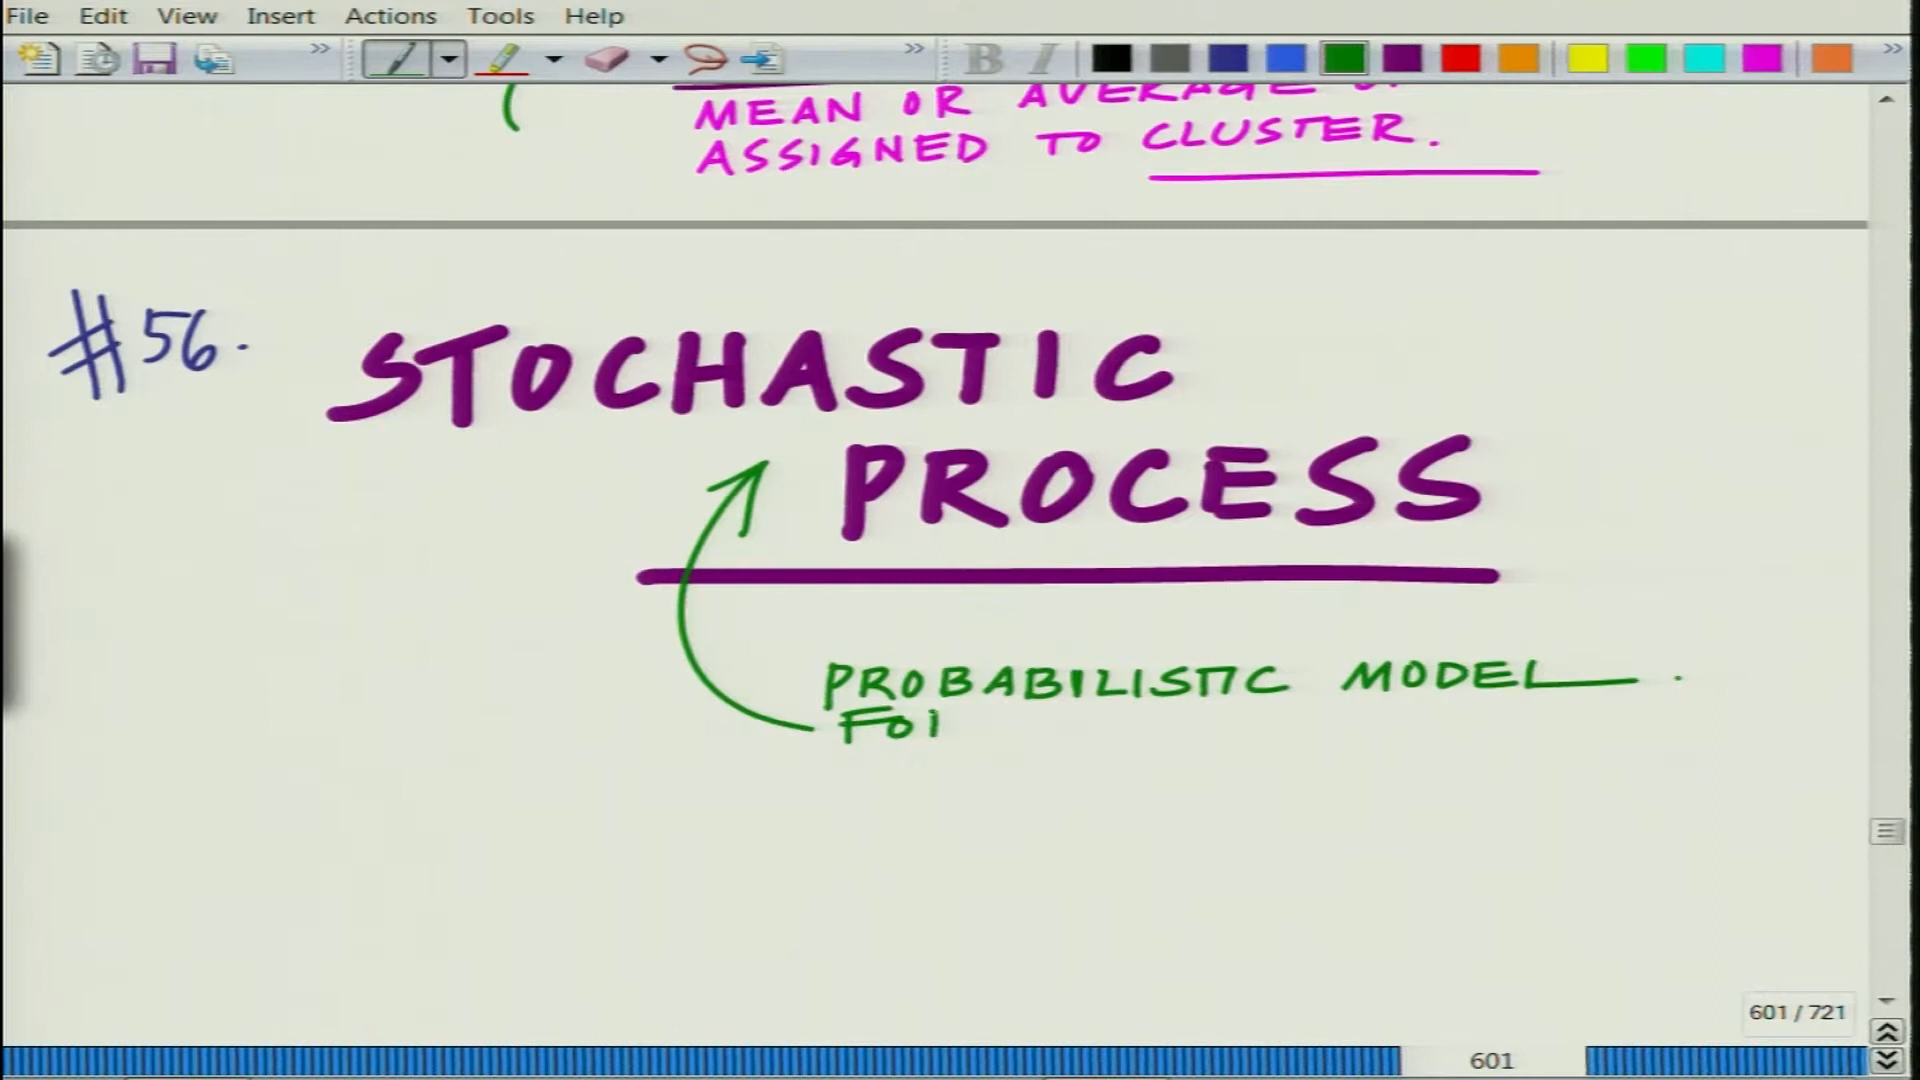 File Edit View Insert Actions Tools Help
B I
MEAN OR AVERAGE
ASSIGNED TO CLUSTER.
#56.
STOCHASTIC
PROCESS
PROBABILISTIC MODEL
601 / 721
601